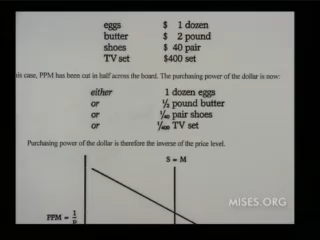 eggs $ 1 dozen
butter $ 2 pound
shoes $ 40 pair
TV set $400 set
his case, PPM has been cut in half across the board. The purchasing power of the dollar is now:
either 1 dozen eggs
or ½ pound butter
or 1/40 pair shoes
or 1/400 TV set
Purchasing power of the dollar is therefore the inverse of the price level.
S = M
PPM = 1/P
MISES.ORG